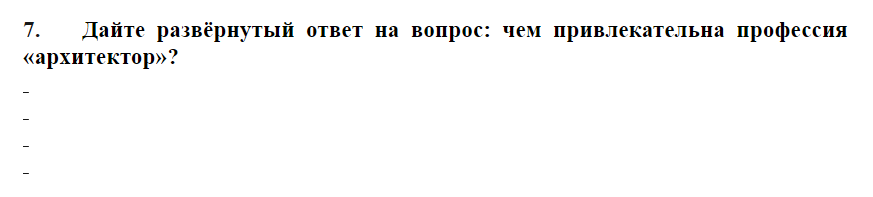 7. Дайте развёрнутый ответ на вопрос: чем привлекательна профессия
«архитектор»?
-
-
-
-